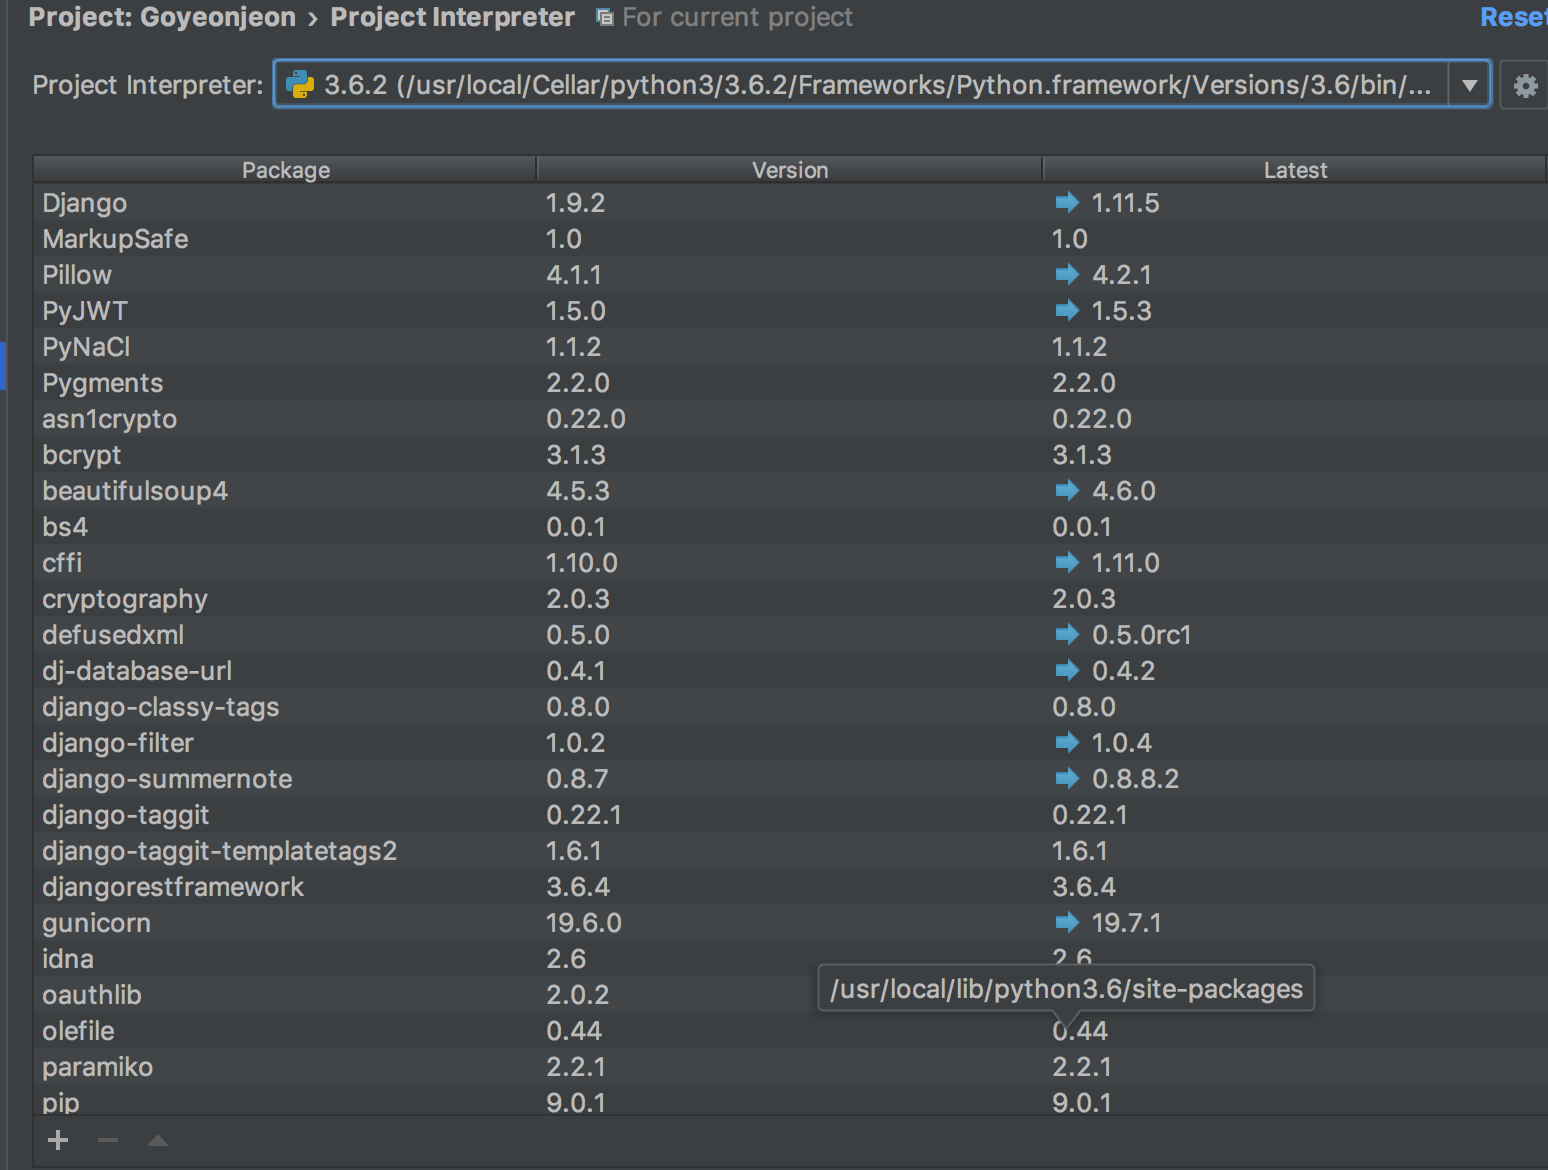 Project: Goyeonjeon › Project Interpreter For current project Reset
Project Interpreter: 3.6.2 (/usr/local/Cellar/python3/3.6.2/Frameworks/Python.framework/Versions/3.6/bin/...
Package Version Latest
Django 1.9.2 1.11.5
MarkupSafe 1.0 1.0
Pillow 4.1.1 4.2.1
PyJWT 1.5.0 1.5.3
PyNaCl 1.1.2 1.1.2
Pygments 2.2.0 2.2.0
asn1crypto 0.22.0 0.22.0
bcrypt 3.1.3 3.1.3
beautifulsoup4 4.5.3 4.6.0
bs4 0.0.1 0.0.1
cffi 1.10.0 1.11.0
cryptography 2.0.3 2.0.3
defusedxml 0.5.0 0.5.0rc1
dj-database-url 0.4.1 0.4.2
django-classy-tags 0.8.0 0.8.0
django-filter 1.0.2 1.0.4
django-summernote 0.8.7 0.8.8.2
django-taggit 0.22.1 0.22.1
django-taggit-templatetags2 1.6.1 1.6.1
djangorestframework 3.6.4 3.6.4
gunicorn 19.6.0 19.7.1
idna 2.6 2.6
oauthlib 2.0.2 /usr/local/lib/python3.6/site-packages
olefile 0.44 0.44
paramiko 2.2.1 2.2.1
pip 9.0.1 9.0.1